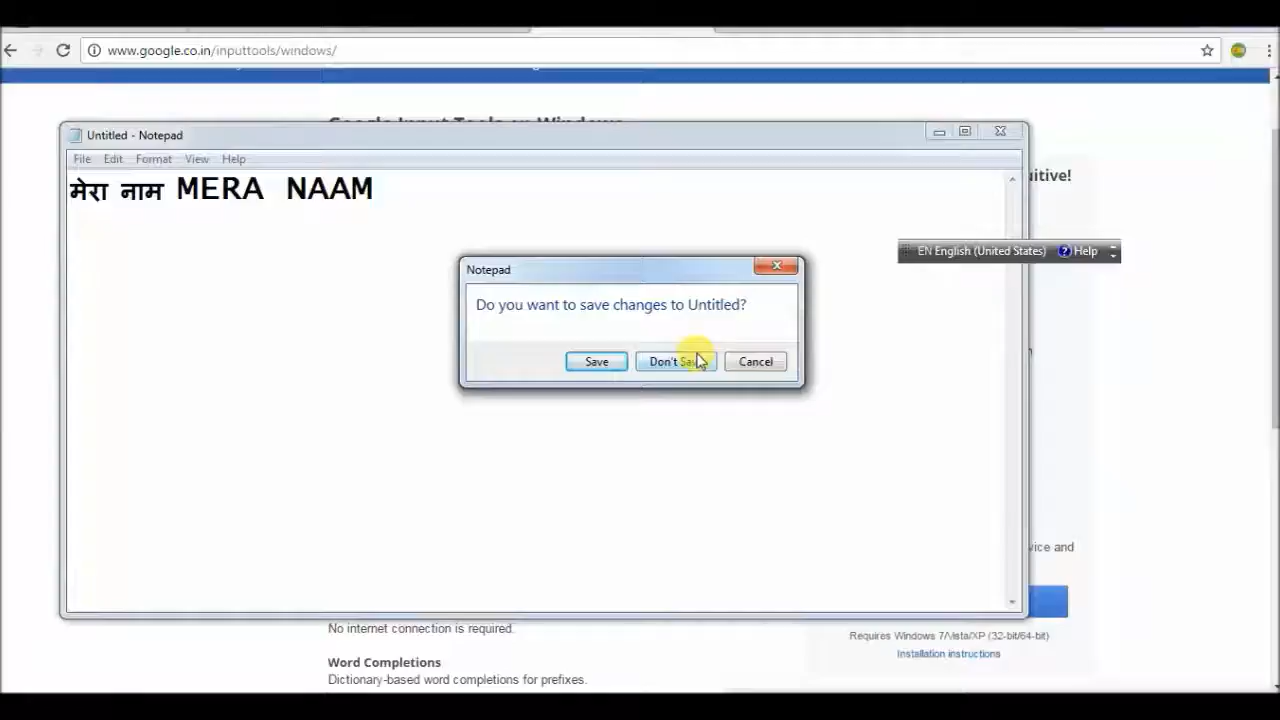 www.google.co.in/inputtools/windows/
Untitled - Notepad
File Edit Format View Help
मेरा नाम MERA NAAM
uitive!
EN English (United States) Help
Notepad
Do you want to save changes to Untitled?
Save Don't Cancel
vice and
No internet connection is required.
Requires Windows 7/Vista/XP (32-bit/64-bit)
Installation instructions
Word Completions
Dictionary-based word completions for prefixes.